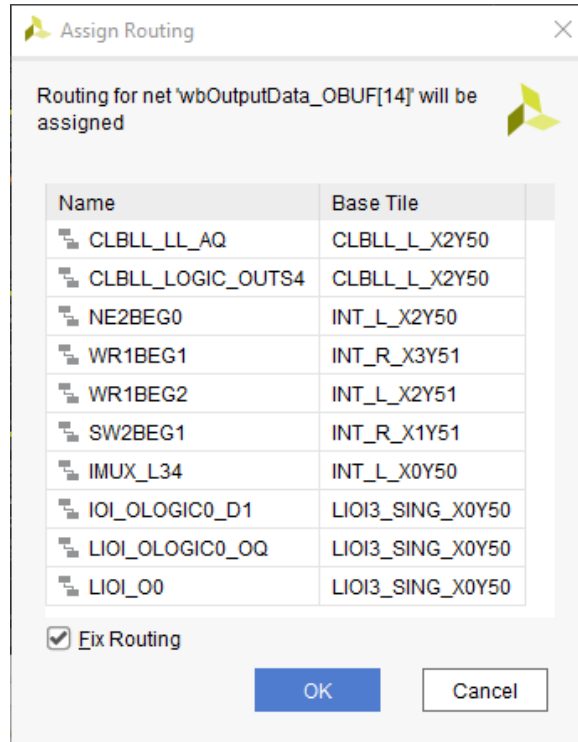 Assign Routing
Routing for net 'wbOutputData_OBUF[14]' will be
assigned
Name Base Tile
CLBLL_LL_AQ CLBLL_L_X2Y50
CLBLL_LOGIC_OUTS4 CLBLL_L_X2Y50
NE2BEG0 INT_L_X2Y50
WR1BEG1 INT_R_X3Y51
WR1BEG2 INT_L_X2Y51
SW2BEG1 INT_R_X1Y51
IMUX_L34 INT_L_X0Y50
IOI_OLOGIC0_D1 LIOI3_SING_X0Y50
LIOI_OLOGIC0_OQ LIOI3_SING_X0Y50
LIOI_O0 LIOI3_SING_X0Y50
Fix Routing
OK Cancel